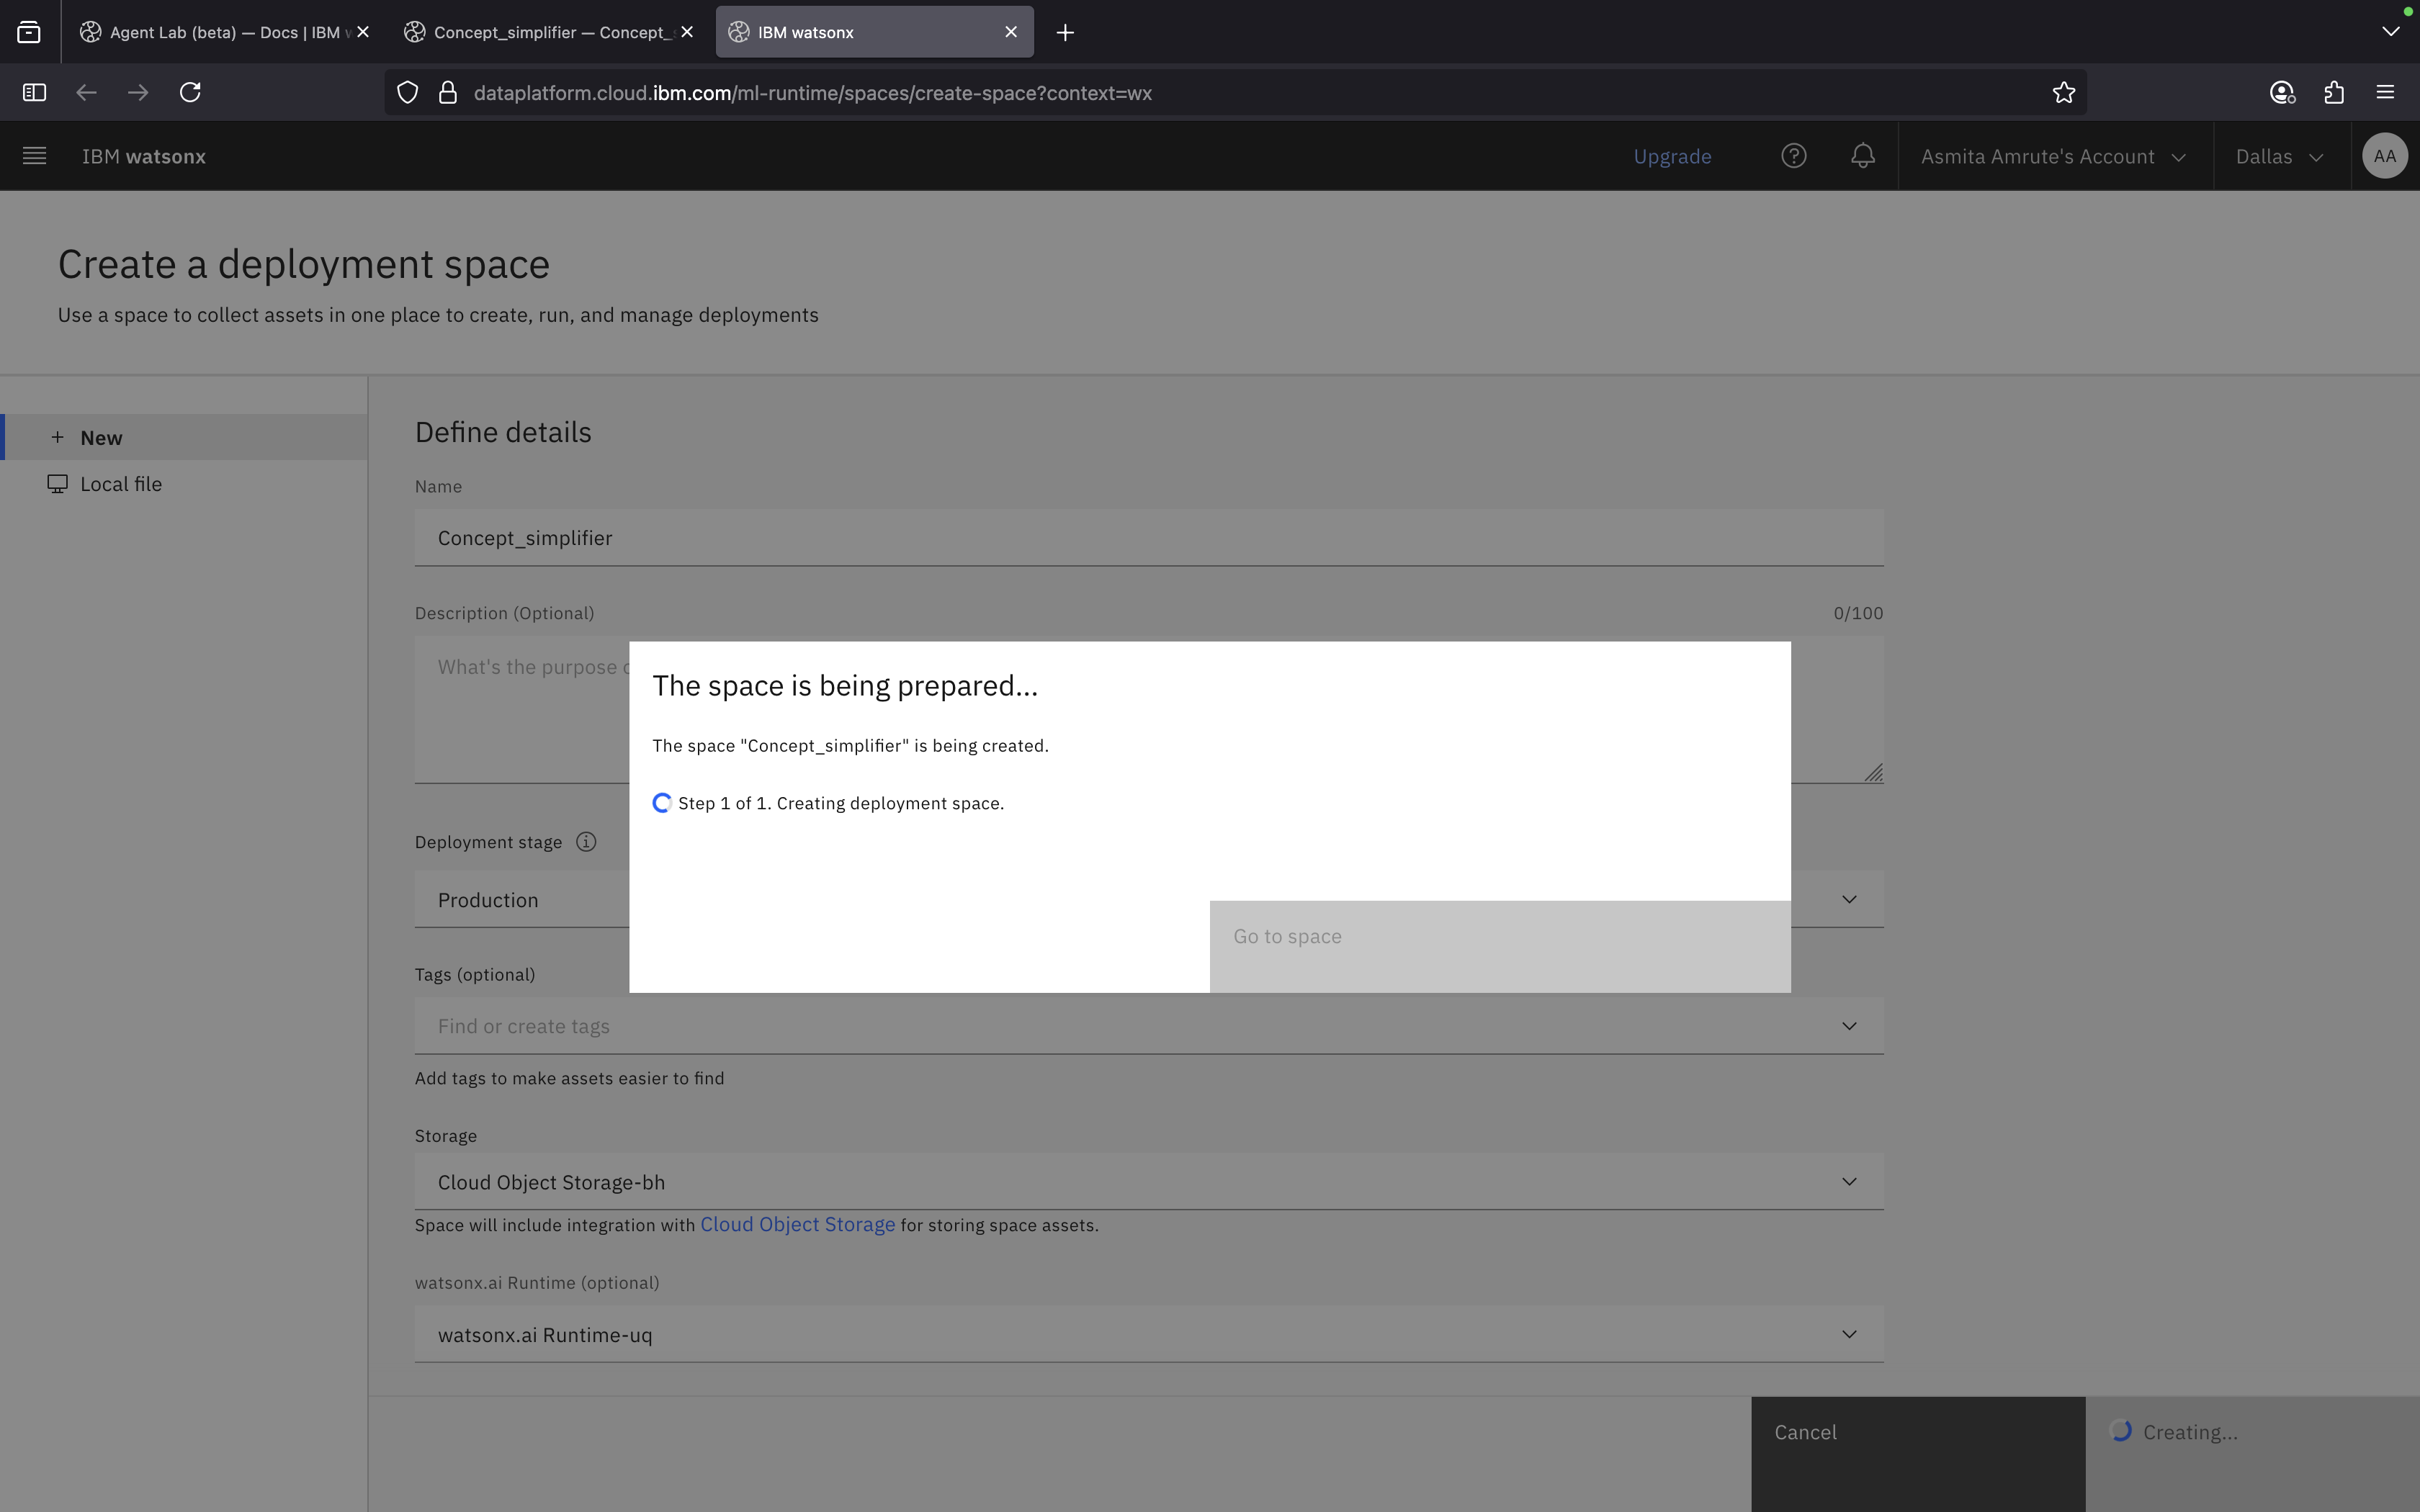 Agent Lab (beta) — Docs | IBM w
Concept_simplifier — Concept_s
IBM watsonx
dataplatform.cloud.ibm.com/ml-runtime/spaces/create-space?context=wx
IBM watsonx
Upgrade
Asmita Amrute's Account
Dallas
AA
Create a deployment space
Use a space to collect assets in one place to create, run, and manage deployments
+ New
Local file
Define details
Name
Concept_simplifier
Description (Optional)
0/100
What's the purpose
The space is being prepared...
The space "Concept_simplifier" is being created.
Step 1 of 1. Creating deployment space.
Go to space
Deployment stage
Production
Tags (optional)
Find or create tags
Add tags to make assets easier to find
Storage
Cloud Object Storage-bh
Space will include integration with Cloud Object Storage for storing space assets.
watsonx.ai Runtime (optional)
watsonx.ai Runtime-uq
Cancel
Creating...